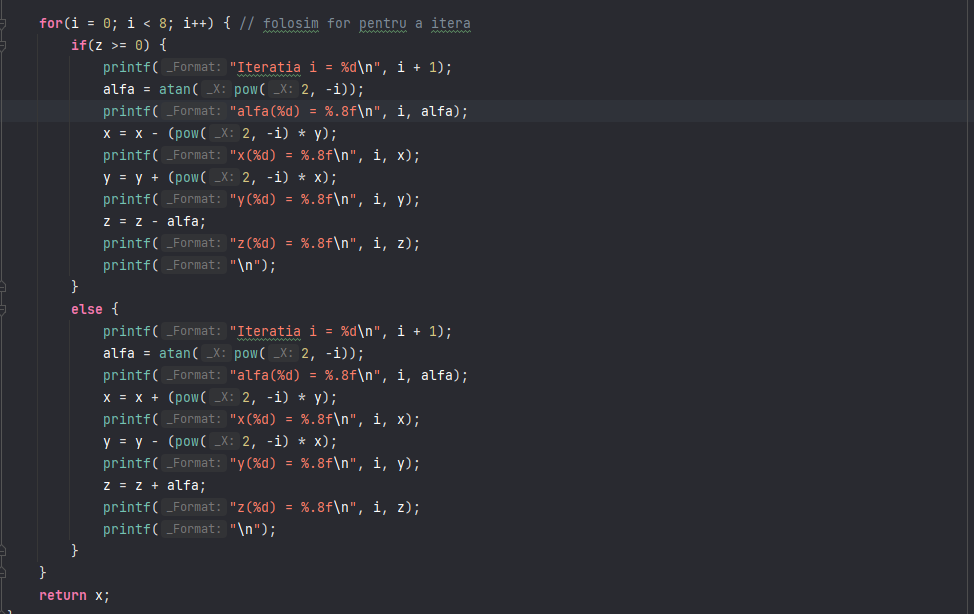 for(i = 0; i < 8; i++) { // folosim for pentru a itera
if(z >= 0) {
printf( _Format: "Iteratia i = %d\n", i + 1);
alfa = atan( _X: pow( _X: 2, -i));
printf( _Format: "alfa(%d) = %.8f\n", i, alfa);
x = x - (pow( _X: 2, -i) * y);
printf( _Format: "x(%d) = %.8f\n", i, x);
y = y + (pow( _X: 2, -i) * x);
printf( _Format: "y(%d) = %.8f\n", i, y);
z = z - alfa;
printf( _Format: "z(%d) = %.8f\n", i, z);
printf( _Format: "\n");
}
else {
printf( _Format: "Iteratia i = %d\n", i + 1);
alfa = atan( _X: pow( _X: 2, -i));
printf( _Format: "alfa(%d) = %.8f\n", i, alfa);
x = x + (pow( _X: 2, -i) * y);
printf( _Format: "x(%d) = %.8f\n", i, x);
y = y - (pow( _X: 2, -i) * x);
printf( _Format: "y(%d) = %.8f\n", i, y);
z = z + alfa;
printf( _Format: "z(%d) = %.8f\n", i, z);
printf( _Format: "\n");
}
}
return x;